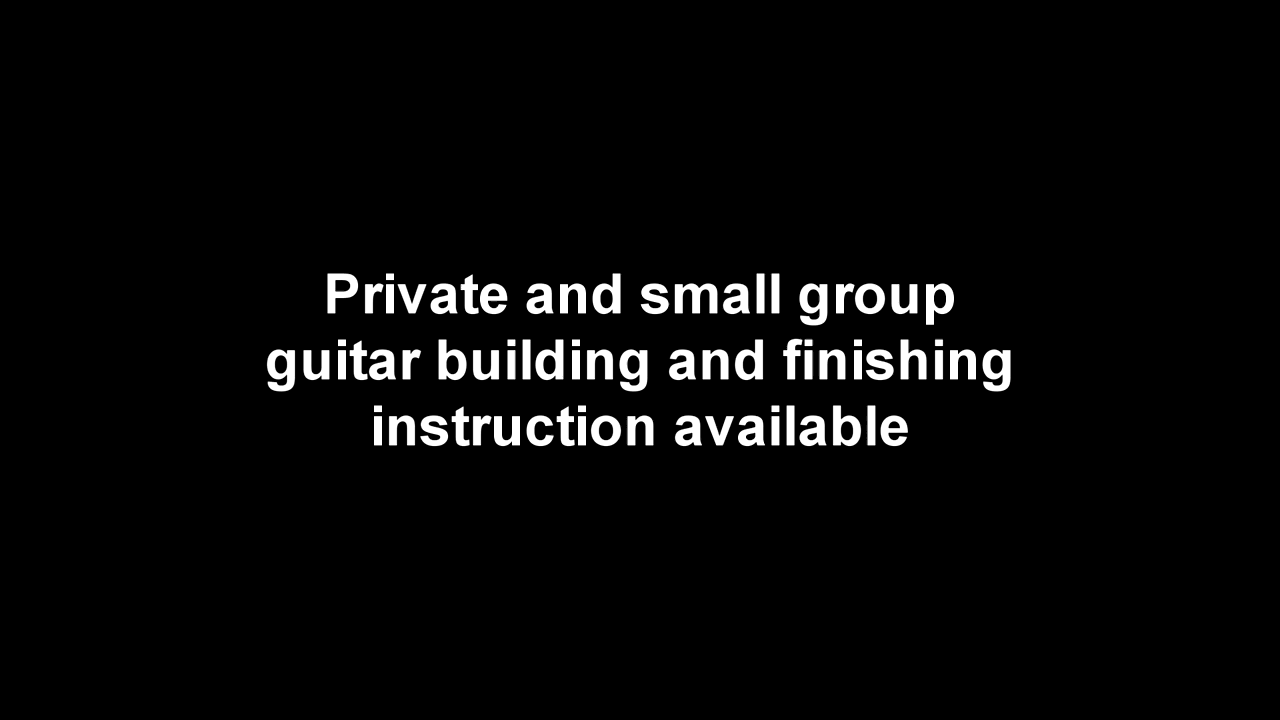 Private and small group
guitar building and finishing
instruction available